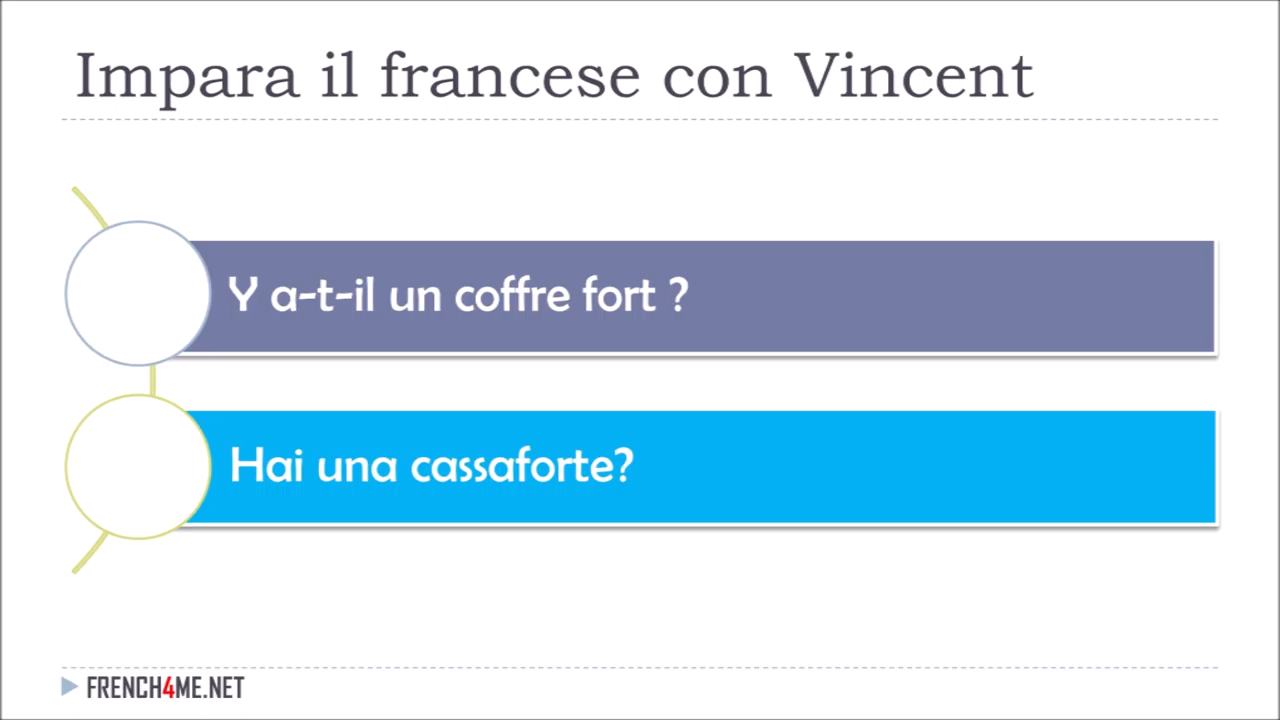 Impara il francese con Vincent
Y a-t-il un coffre fort ?
Hai una cassaforte?
FRENCH4ME.NET